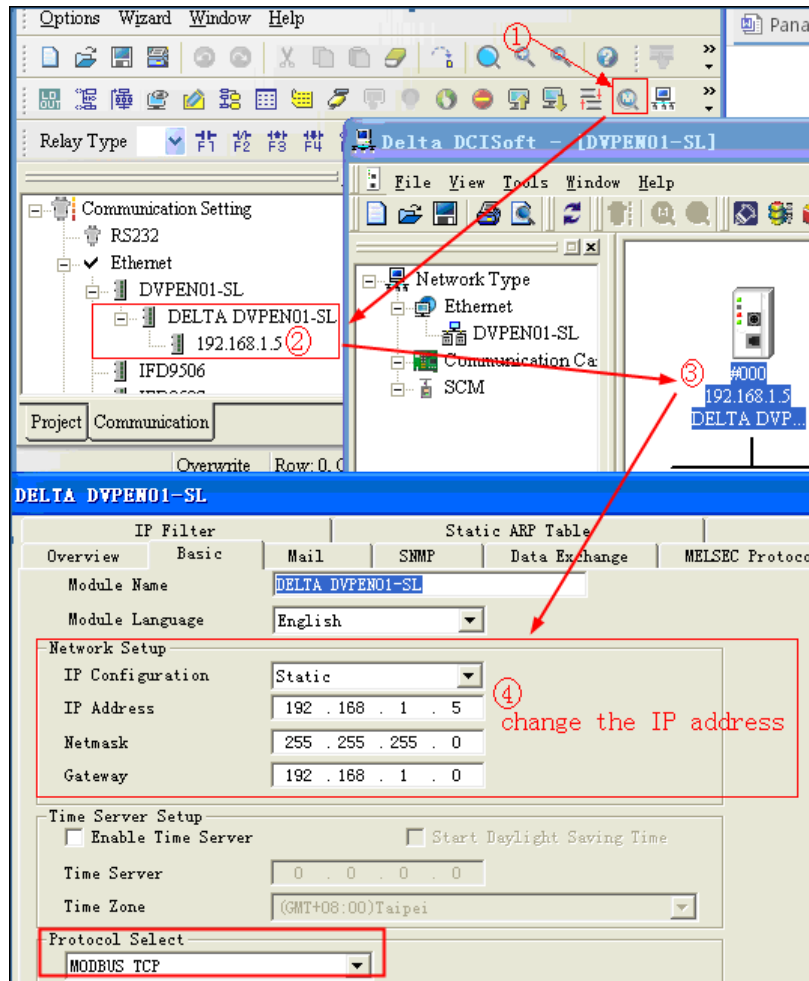 Options Wizard Window Help
Pana
①
LD
OUT
Relay Type F1 F2 F3 F4
Delta DCISoft - [DVPEN01-SL]
File View Tools Window Help
Communication Setting
RS232
Ethernet
DVPEN01-SL
DELTA DVPEN01-SL
192.168.1.5 ②
IFD9506
Project Communication
Overwrite Row: 0, C
Network Type
Ethernet
DVPEN01-SL
Communication Ca
SCM
③
#000
192.168.1.5
DELTA DVP...
DELTA DVPEN01-SL
IP Filter Static ARP Table
Overview Basic Mail SNMP Data Exchange MELSEC Protoco
Module Name DELTA DVPEN01-SL
Module Language English
Network Setup
IP Configuration Static
IP Address 192 . 168 . 1 . 5
Netmask 255 . 255 . 255 . 0
Gateway 192 . 168 . 1 . 0
④
change the IP address
Time Server Setup
Enable Time Server Start Daylight Saving Time
Time Server 0 . 0 . 0 . 0
Time Zone (GMT+08:00)Taipei
Protocol Select
MODBUS TCP